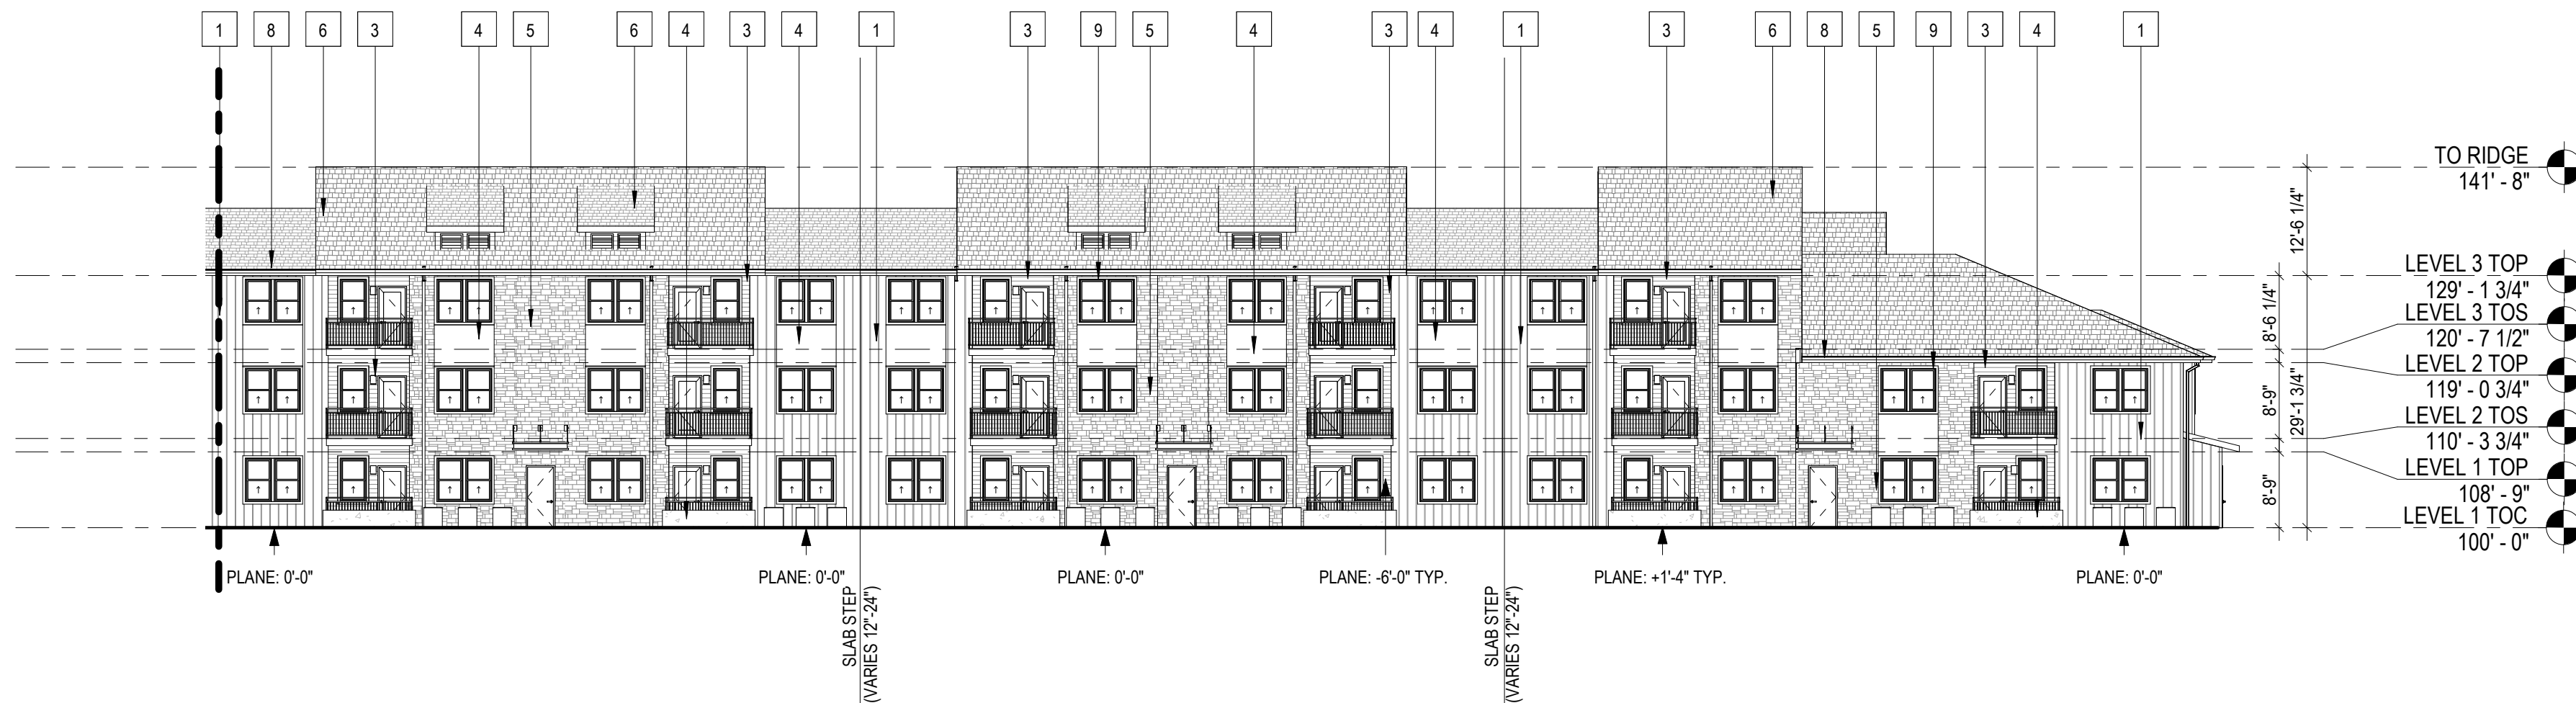 1 8 6 3 4 5 6 4 3 4 1 3 9 5 4 3 4 1 3 6 8 5 9 3 4 1
TO RIDGE
141' - 8"
12'-6 1/4"
LEVEL 3 TOP
129' - 1 3/4"
8'-6 1/4"
LEVEL 3 TOS
120' - 7 1/2"
LEVEL 2 TOP
119' - 0 3/4"
8'-9"
29'-1 3/4"
LEVEL 2 TOS
110' - 3 3/4"
LEVEL 1 TOP
108' - 9"
8'-9"
LEVEL 1 TOC
100' - 0"
PLANE: 0'-0"
PLANE: 0'-0"
SLAB STEP
(VARIES 12"-24")
PLANE: 0'-0"
PLANE: -6'-0" TYP.
SLAB STEP
(VARIES 12"-24")
PLANE: +1'-4" TYP.
PLANE: 0'-0"